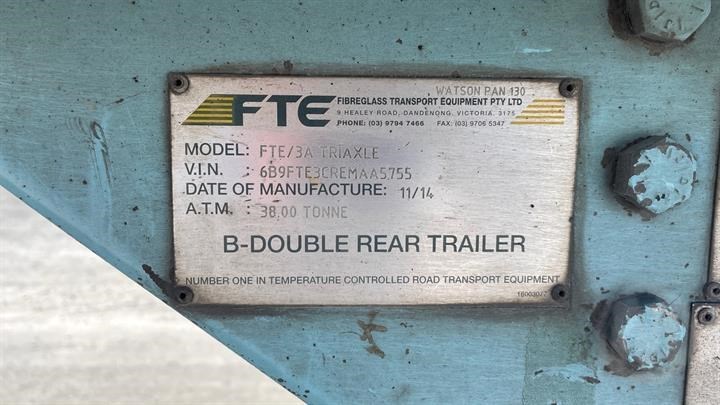 WATSON PAN 130
FTE FIBREGLASS TRANSPORT EQUIPMENT PTY LTD
9 HEALEY ROAD, DANDENONG, VICTORIA. 3175
PHONE: (03) 9794 7466 FAX: (03) 9706 5347
MODEL: FTE/3A TRIAXLE
V.I.N. : 6B9FTE3CREMAA5755
DATE OF MANUFACTURE: 11/14
A.T.M. : 38.00 TONNE
B-DOUBLE REAR TRAILER
NUMBER ONE IN TEMPERATURE CONTROLLED ROAD TRANSPORT EQUIPMENT